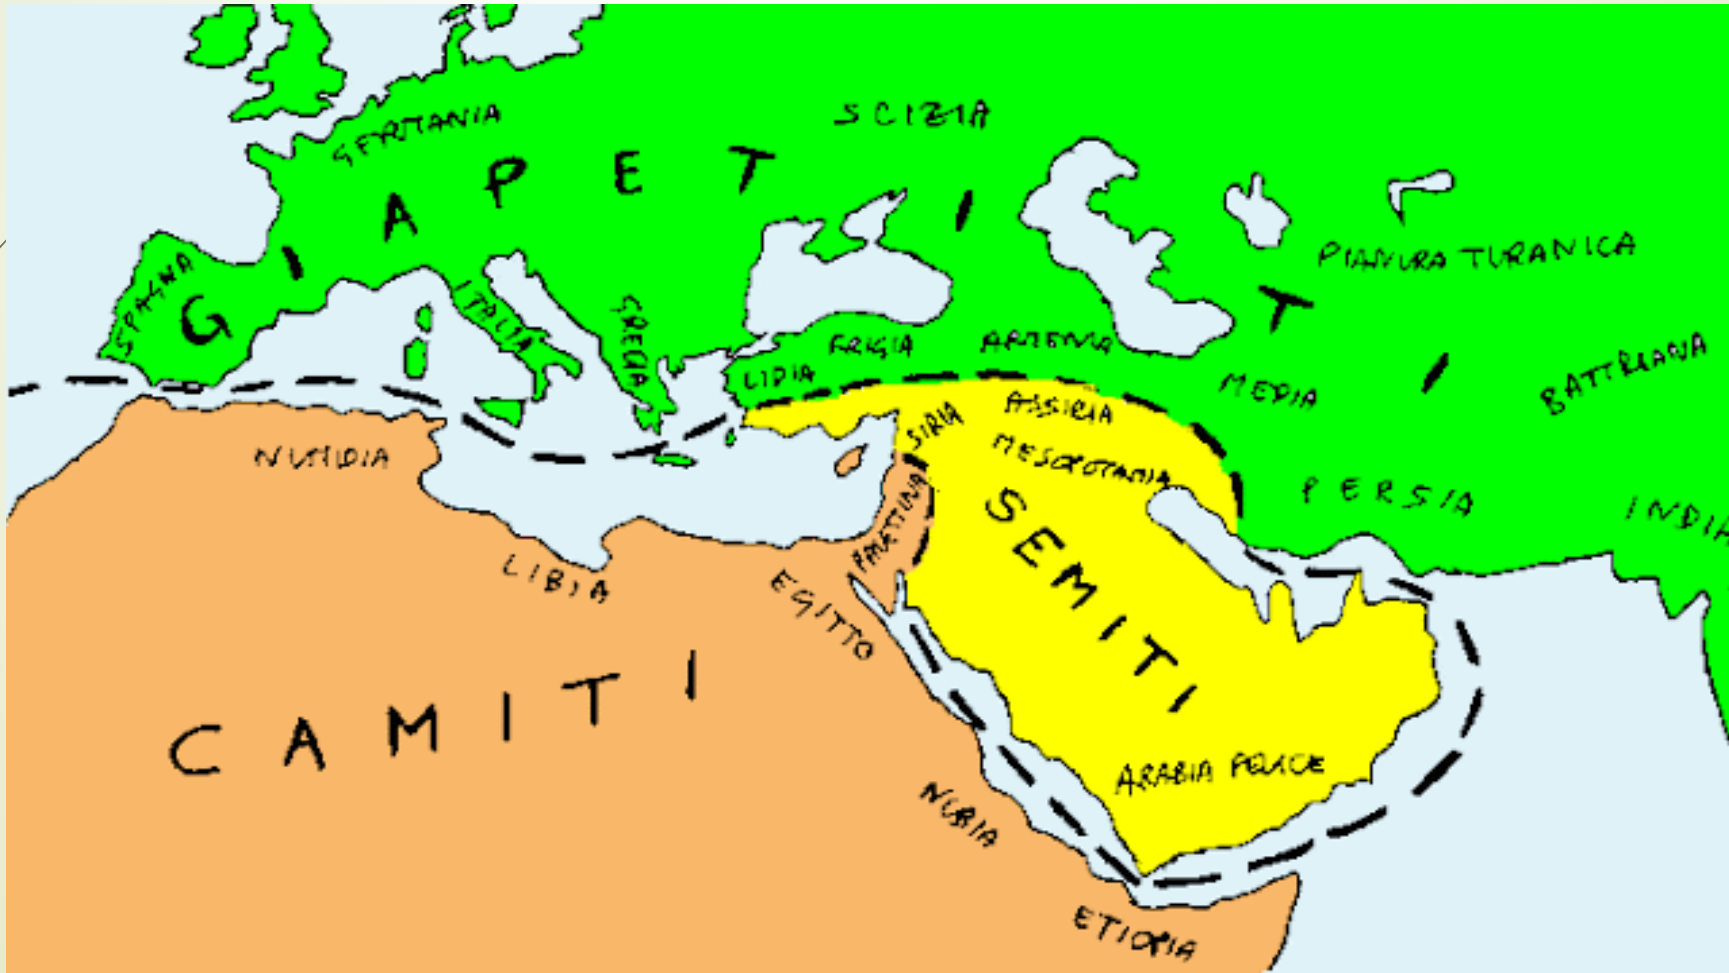 GERMANIA
SCIZIA
GIAPETITI
PIANURA TURANICA
SPAGNA
ITALIA
GRECIA
FRIGIA
ARMENIA
LIDIA
MEDIA
BATTRIANA
SIRIA
ASSIRIA
MESOPOTAMIA
NUMIDIA
PALESTINA
PERSIA
INDIA
SEMITI
LIBIA
EGITTO
CAMITI
ARABIA FELICE
NUBIA
ETIOPIA